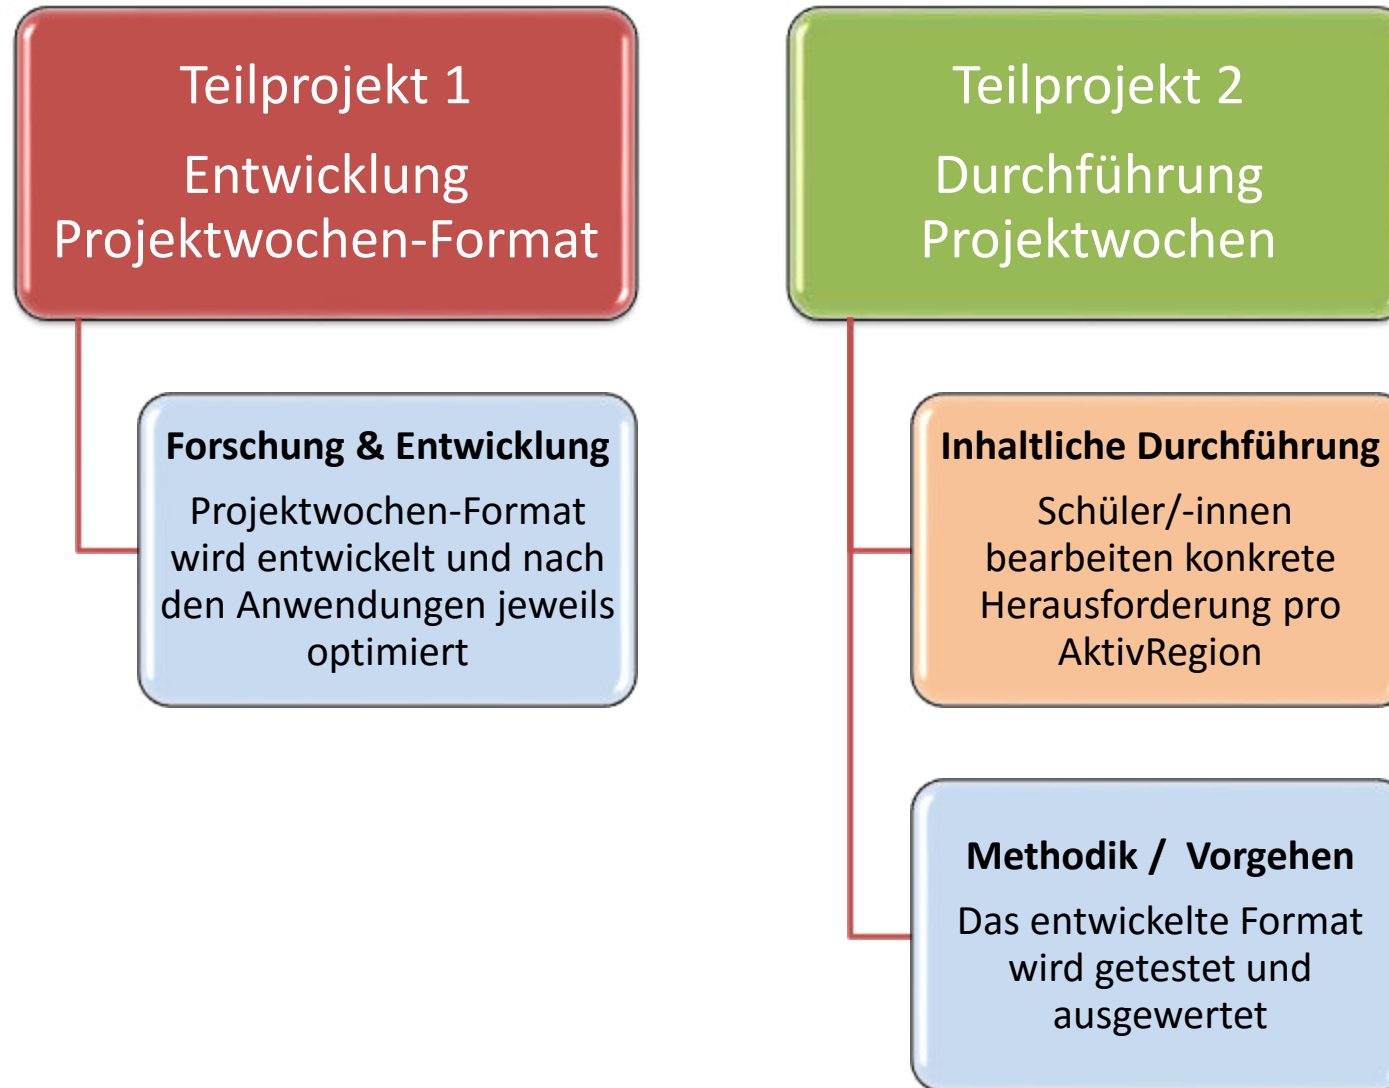 Teilprojekt 1
Entwicklung
Projektwochen-Format
Forschung & Entwicklung
Projektwochen-Format
wird entwickelt und nach
den Anwendungen jeweils
optimiert
Teilprojekt 2
Durchführung
Projektwochen
Inhaltliche Durchführung
Schüler/-innen
bearbeiten konkrete
Herausforderung pro
AktivRegion
Methodik /  Vorgehen
Das entwickelte Format
wird getestet und
ausgewertet